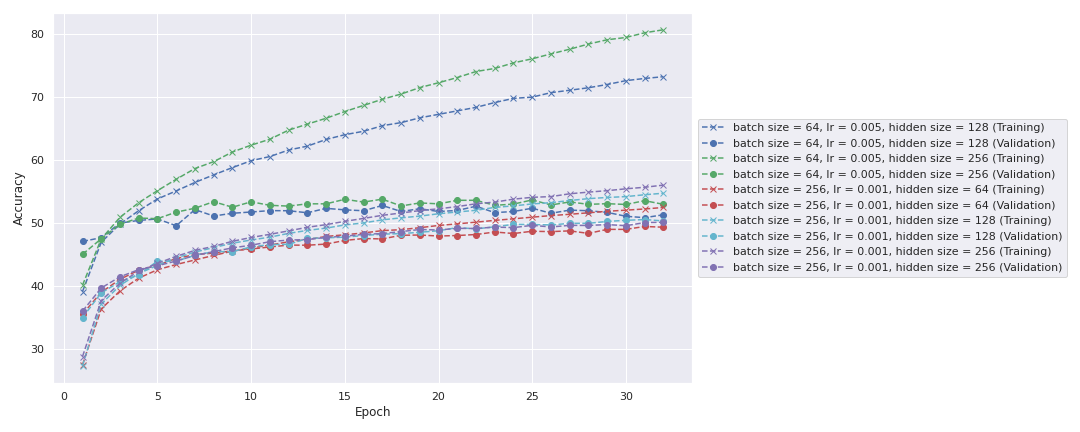 80
70
60
50
40
30
Accuracy
0 5 10 15 20 25 30
Epoch
batch size = 64, lr = 0.005, hidden size = 128 (Training)
batch size = 64, lr = 0.005, hidden size = 128 (Validation)
batch size = 64, lr = 0.005, hidden size = 256 (Training)
batch size = 64, lr = 0.005, hidden size = 256 (Validation)
batch size = 256, lr = 0.001, hidden size = 64 (Training)
batch size = 256, lr = 0.001, hidden size = 64 (Validation)
batch size = 256, lr = 0.001, hidden size = 128 (Training)
batch size = 256, lr = 0.001, hidden size = 128 (Validation)
batch size = 256, lr = 0.001, hidden size = 256 (Training)
batch size = 256, lr = 0.001, hidden size = 256 (Validation)